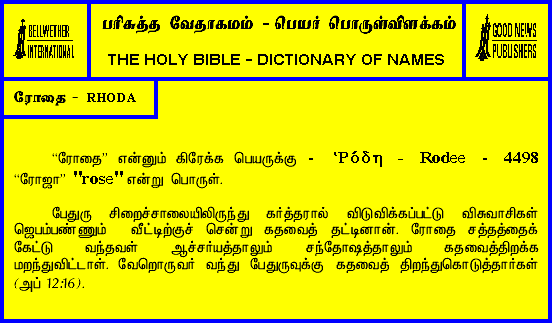 BELLWETHER
INTERNATIONAL
பரிசுத்த வேதாகமம் - பெயர் பொருள்விளக்கம்
THE HOLY BIBLE - DICTIONARY OF NAMES
GOOD NEWS
PUBLISHERS
ரோதை - RHODA
“ரோதை” என்னும் கிரேக்க பெயருக்கு - Ῥόδη - Rodee - 4498
“ரோஜா” "rose" என்று பொருள்.
பேதுரு சிறைச்சாலையிலிருந்து கர்த்தரால் விடுவிக்கப்பட்டு விசுவாசிகள்
ஜெபம்பண்ணும் வீட்டிற்குச் சென்று கதவைத் தட்டினான். ரோதை சத்தத்தைக்
கேட்டு வந்தவள் ஆச்சர்யத்தாலும் சந்தோஷத்தாலும் கதவைத்திறக்க
மறந்துவிட்டாள். வேறொருவர் வந்து பேதுருவுக்கு கதவைத் திறந்துகொடுத்தார்கள்
(அப் 12:16).